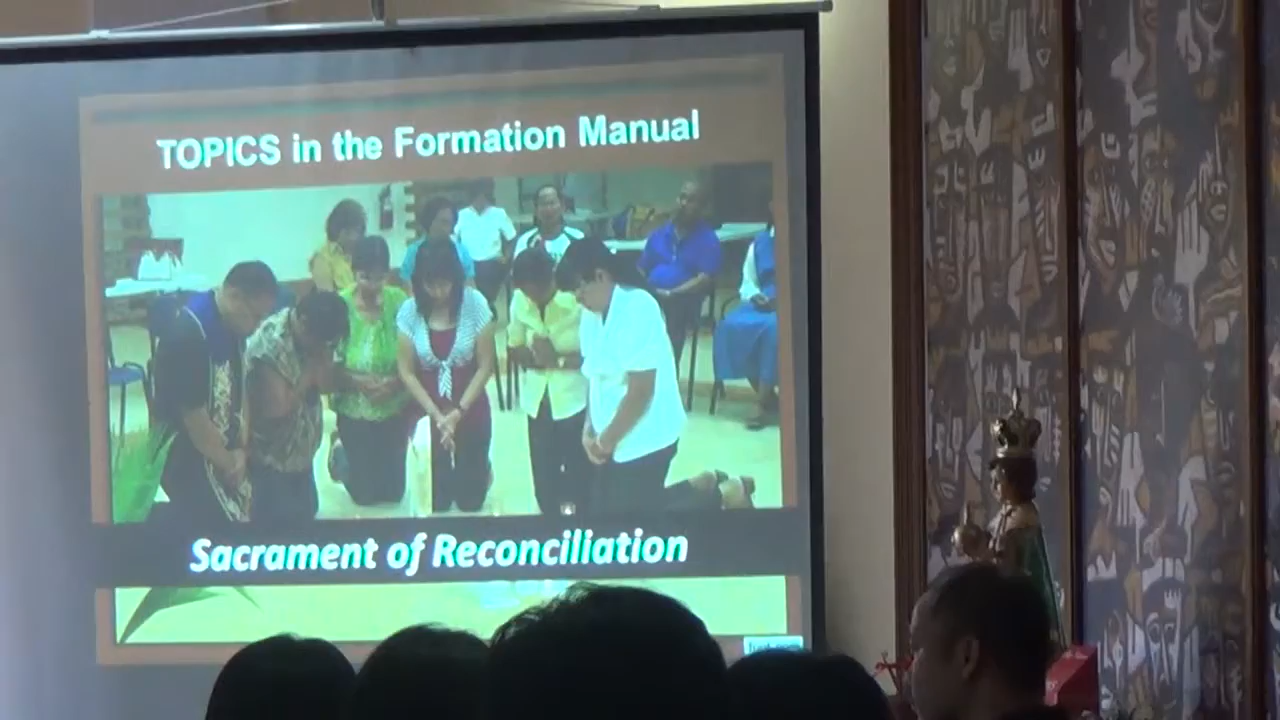 TOPICS in the Formation Manual
Sacrament of Reconciliation